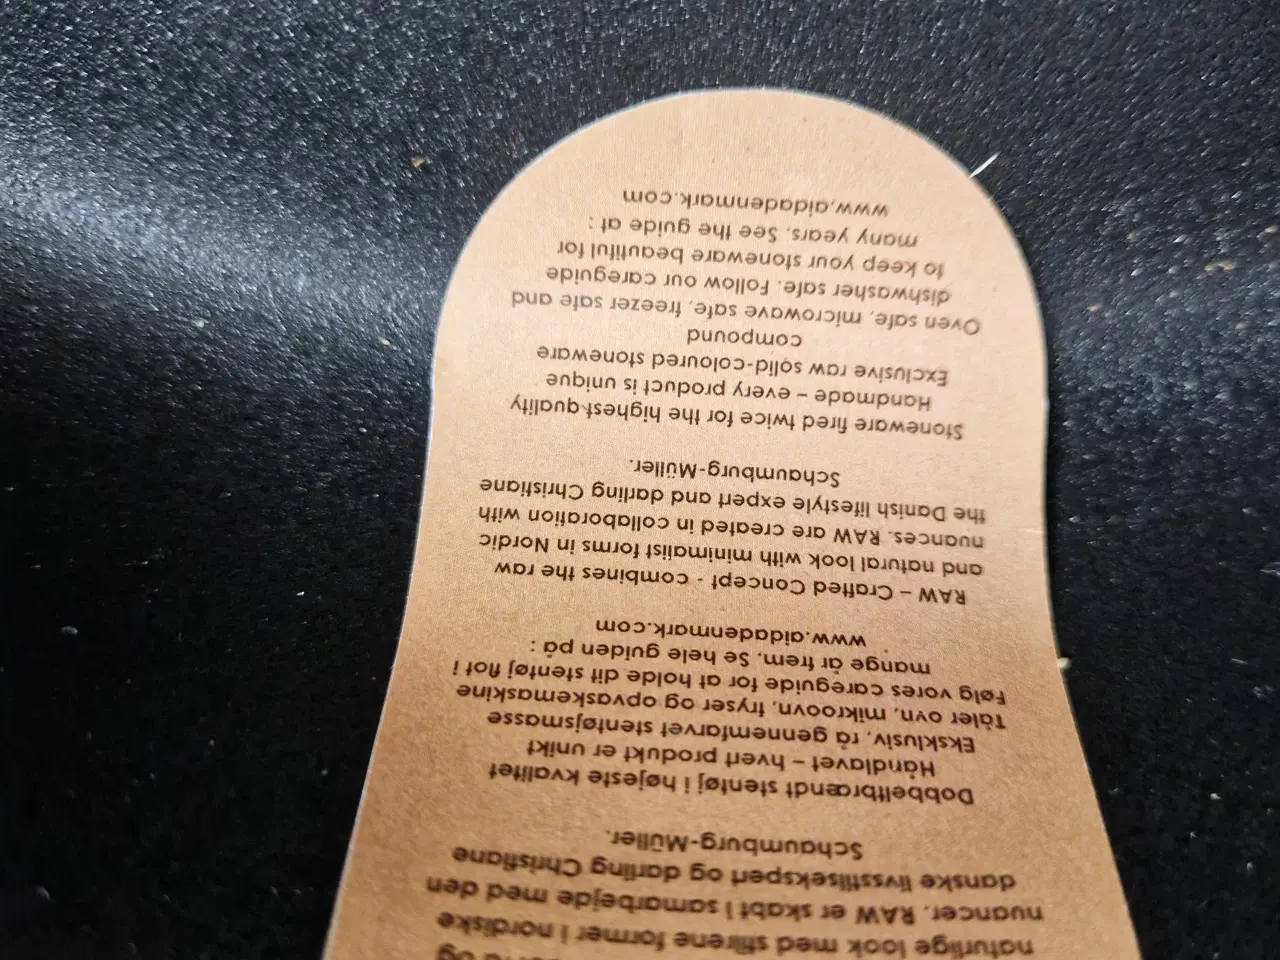 og
naturlige look med stilrene former i nordiske
nuancer. RAW er skabt i samarbejde med den
danske livsstilsekspert og darling Christiane
Schaumburg-Müller.
Dobbeltbrændt stentøj i højeste kvalitet
Håndlavet – hvert produkt er unikt
Eksklusiv, rå, gennemfarvet stentøjsmasse
Tåler ovn, mikroovn, fryser og opvaskemaskine
Følg vores careguide for at holde dit stentøj flot i
mange år frem. Se hele guiden på :
www.aidadenmark.com
RAW – Crafted Concept - combines the raw
and natural look with minimalist forms in Nordic
nuances. RAW are created in collaboration with
the Danish lifestyle expert and darling Christiane
Schaumburg-Müller.
Stoneware fired twice for the highest quality
Handmade – every product is unique
Exclusive raw solid-coloured stoneware
compound
Oven safe, microwave safe, freezer safe and
dishwasher safe. Follow our careguide
to keep your stoneware beautiful for
many years. See the guide at :
www.aidadenmark.com